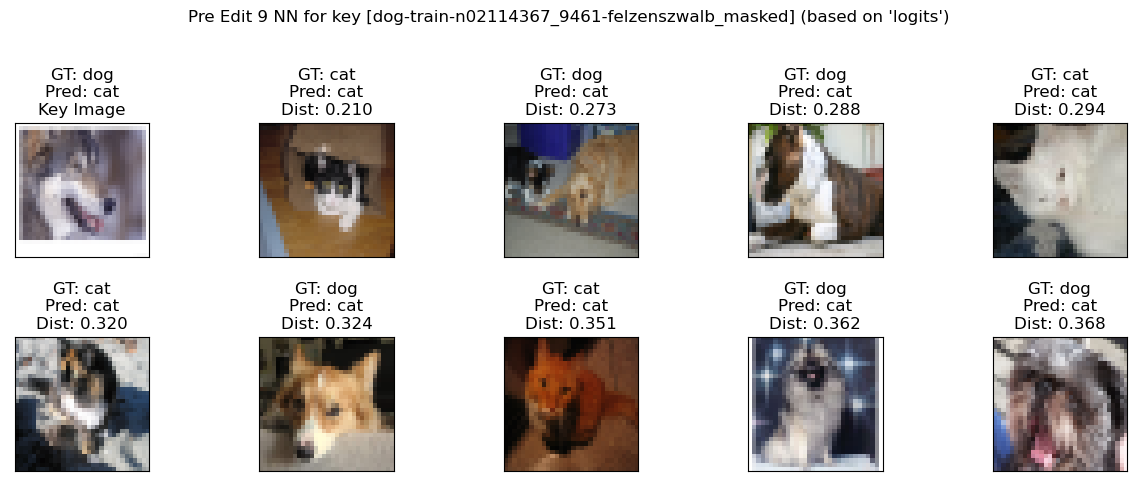 Pre Edit 9 NN for key [dog-train-n02114367_9461-felzenszwalb_masked] (based on 'logits')
GT: dog
Pred: cat
Key Image
GT: cat
Pred: cat
Dist: 0.210
GT: dog
Pred: cat
Dist: 0.273
GT: dog
Pred: cat
Dist: 0.288
GT: cat
Pred: cat
Dist: 0.294
GT: cat
Pred: cat
Dist: 0.320
GT: dog
Pred: cat
Dist: 0.324
GT: cat
Pred: cat
Dist: 0.351
GT: dog
Pred: cat
Dist: 0.362
GT: dog
Pred: cat
Dist: 0.368